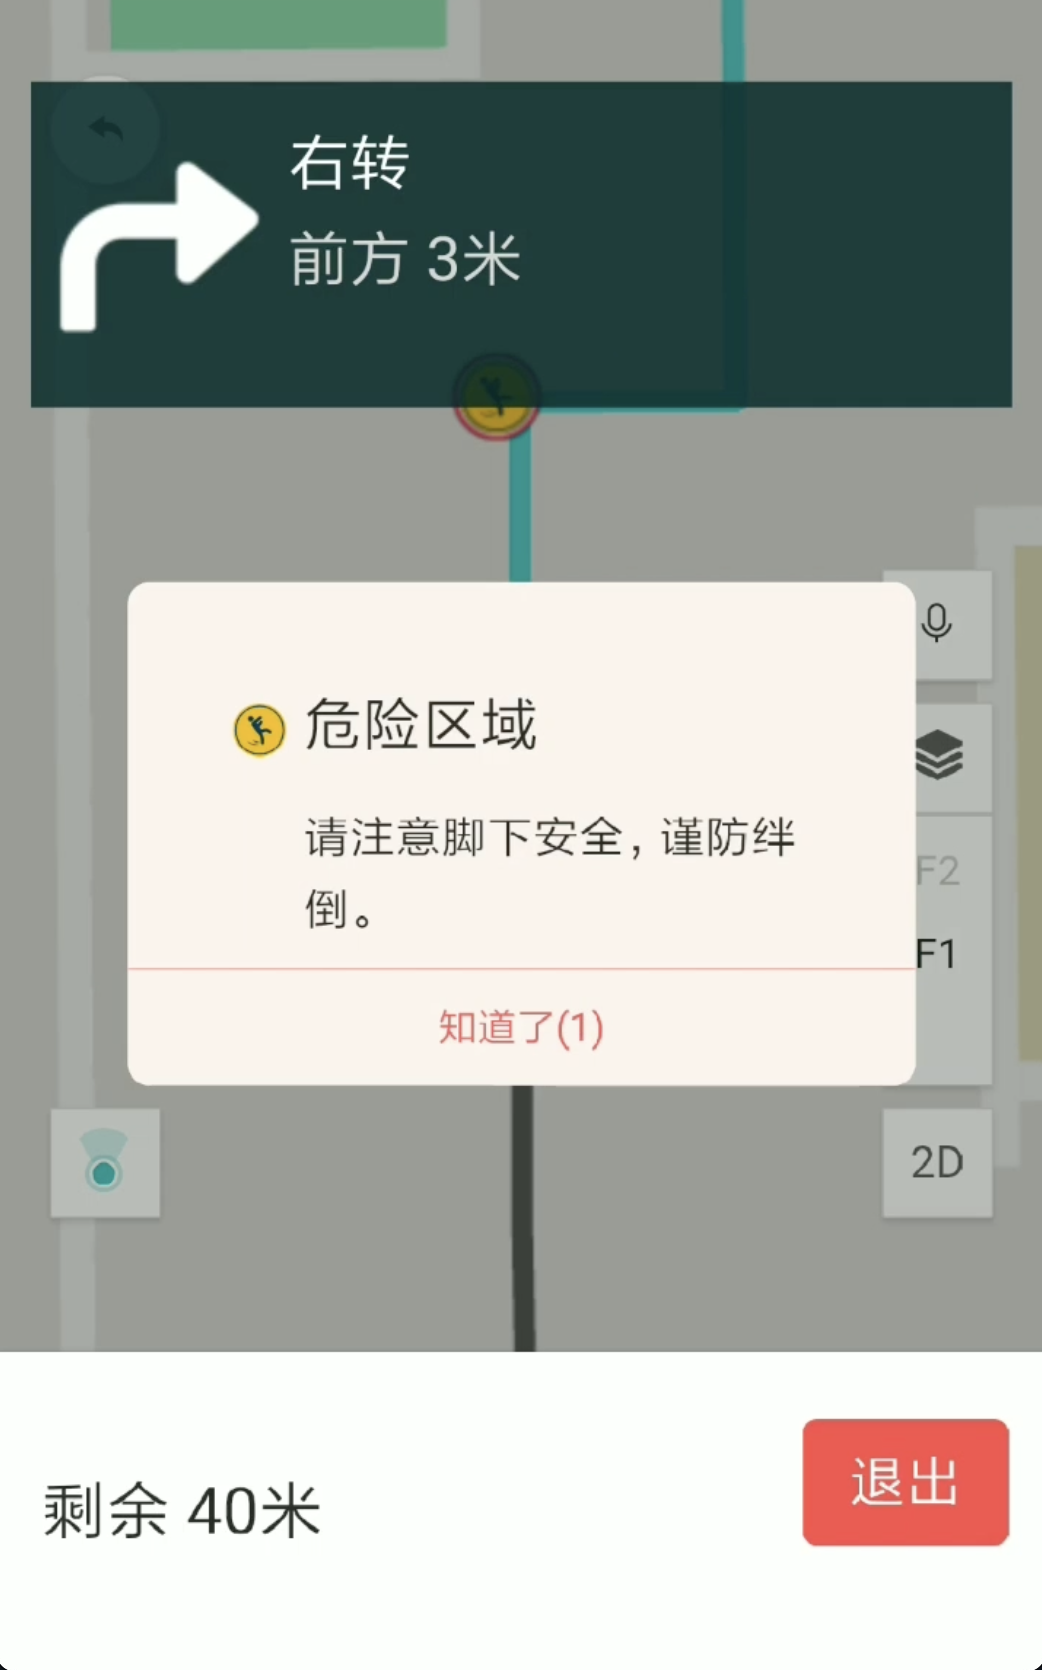 右转
前方 3米
危险区域
请注意脚下安全，谨防绊
倒。
F2
F1
知道了(1)
2D
剩余 40米
退出